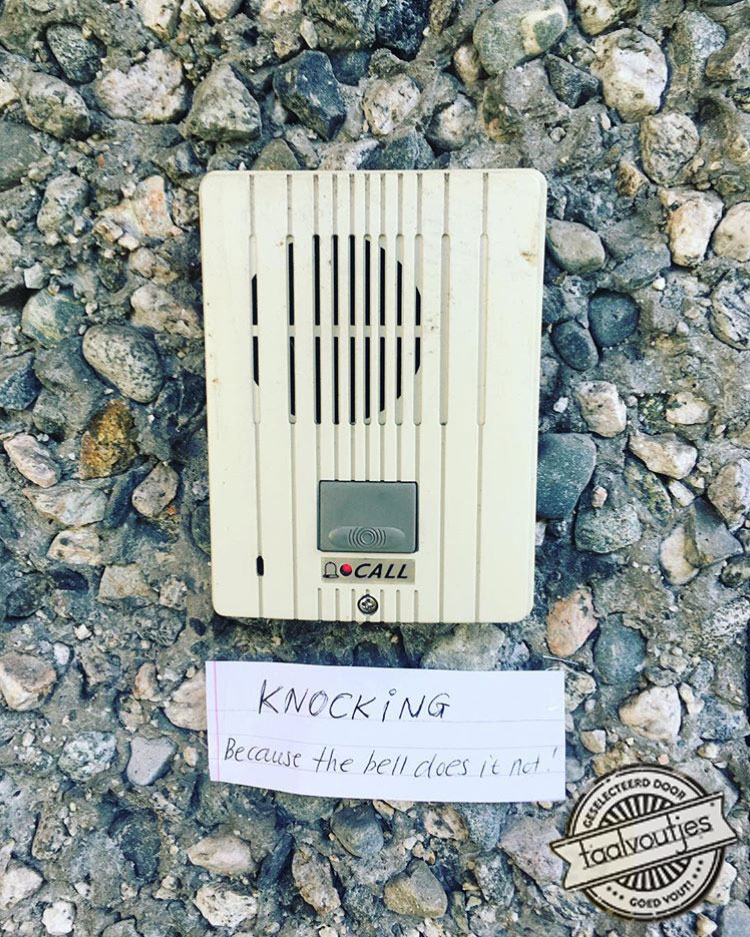 CALL
KNOCKiNG
Because the bell does it not!
GESELECTEERD DOOR
taalvoutjes
GOED VOUT!